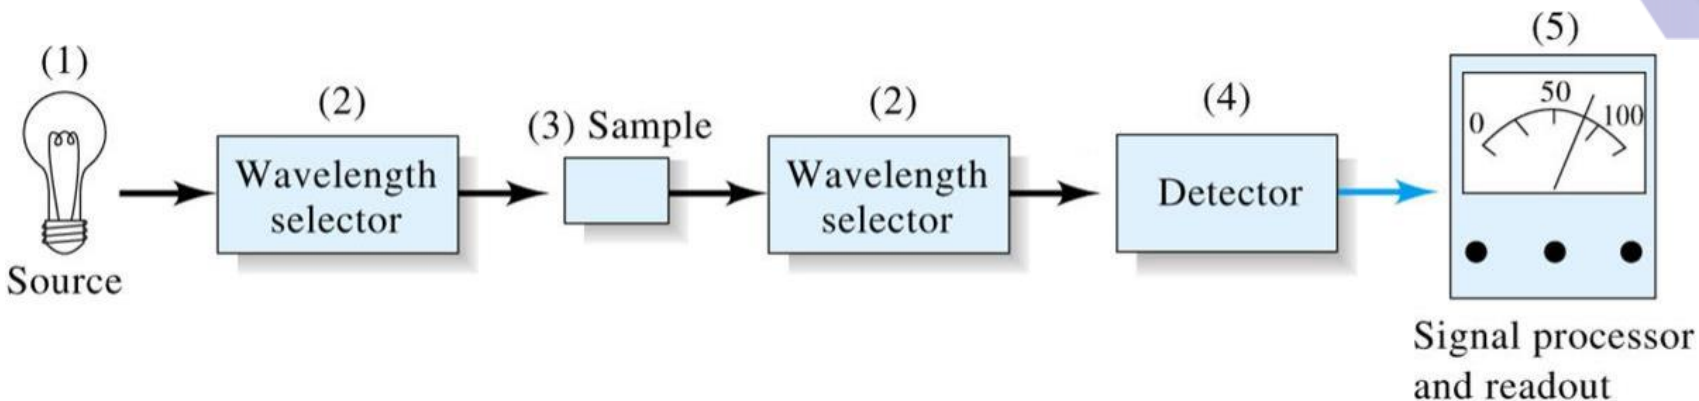 (1)
Source
(2)
Wavelength
selector
(3) Sample
(2)
Wavelength
selector
(4)
Detector
(5)
0
50
100
Signal processor
and readout